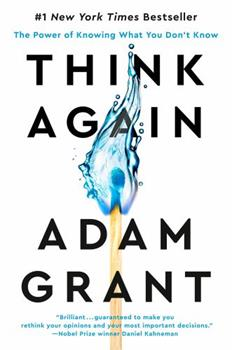 #1 New York Times Bestseller
The Power of Knowing What You Don't Know
THINK
AGAIN
ADAM
GRANT
"Brilliant...guaranteed to make you
rethink your opinions and your most important decisions."
—Nobel Prize winner Daniel Kahneman